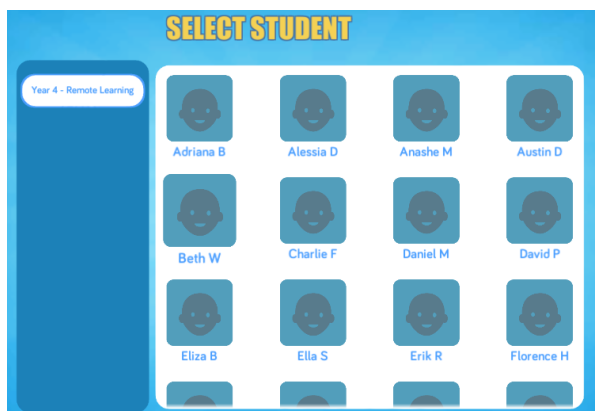 SELECT STUDENT
Year 4 - Remote Learning
Adriana B
Alessia D
Anashe M
Austin D
Beth W
Charlie F
Daniel M
David P
Eliza B
Ella S
Erik R
Florence H